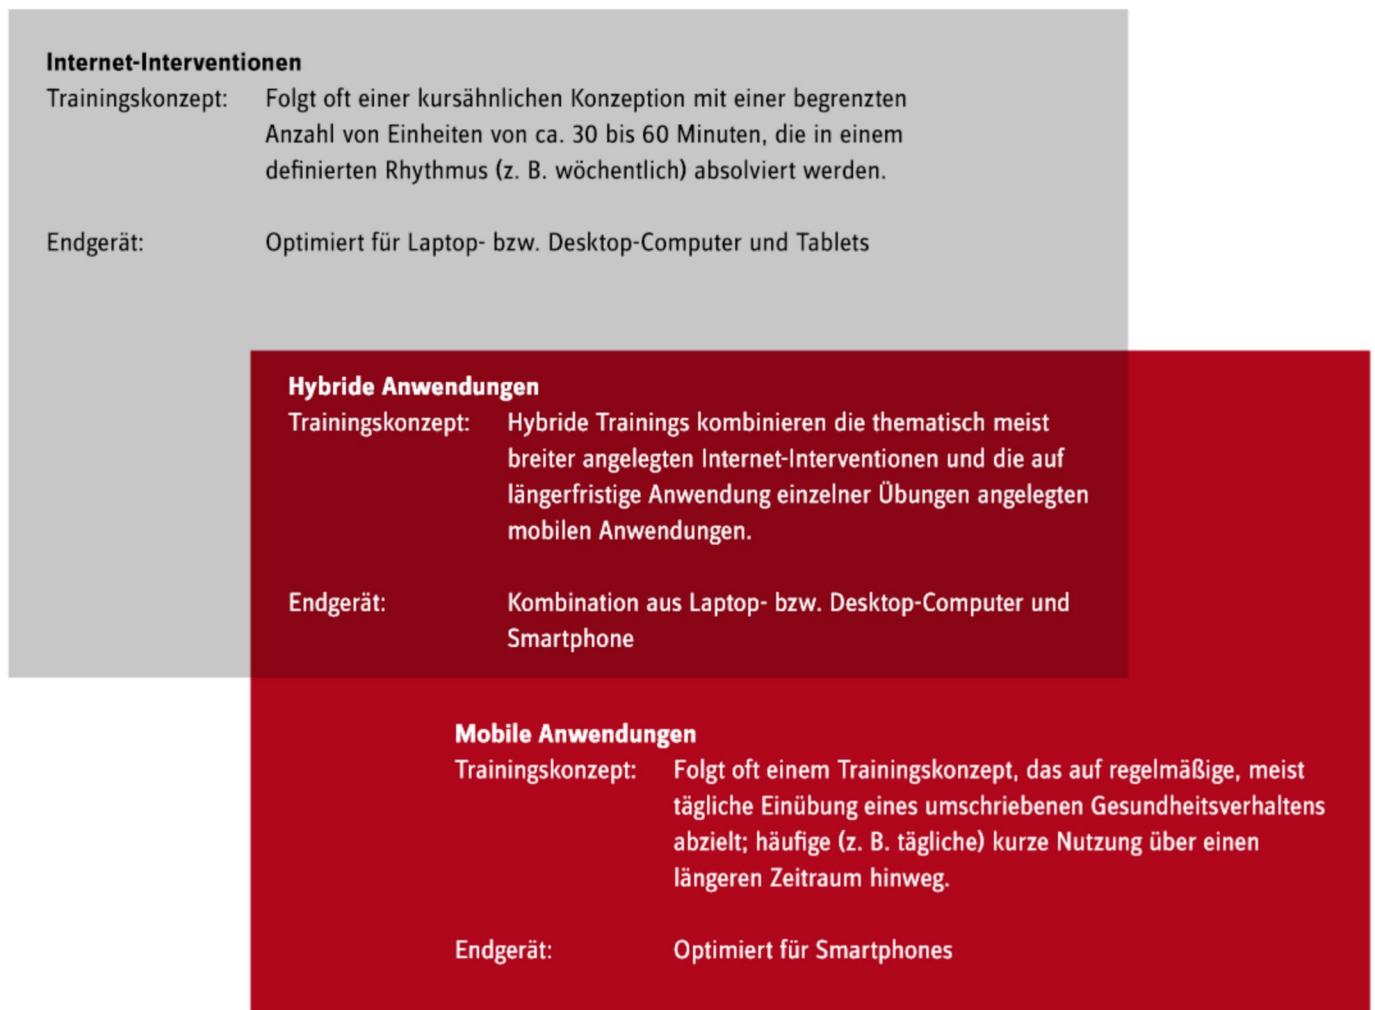 Internet-Interventionen
Trainingskonzept: Folgt oft einer kursähnlichen Konzeption mit einer begrenzten
Anzahl von Einheiten von ca. 30 bis 60 Minuten, die in einem
definierten Rhythmus (z. B. wöchentlich) absolviert werden.
Endgerät: Optimiert für Laptop- bzw. Desktop-Computer und Tablets
Hybride Anwendungen
Trainingskonzept: Hybride Trainings kombinieren die thematisch meist
breiter angelegten Internet-Interventionen und die auf
längerfristige Anwendung einzelner Übungen angelegten
mobilen Anwendungen.
Endgerät: Kombination aus Laptop- bzw. Desktop-Computer und
Smartphone
Mobile Anwendungen
Trainingskonzept: Folgt oft einem Trainingskonzept, das auf regelmäßige, meist
tägliche Einübung eines umschriebenen Gesundheitsverhaltens
abzielt; häufige (z. B. tägliche) kurze Nutzung über einen
längeren Zeitraum hinweg.
Endgerät: Optimiert für Smartphones